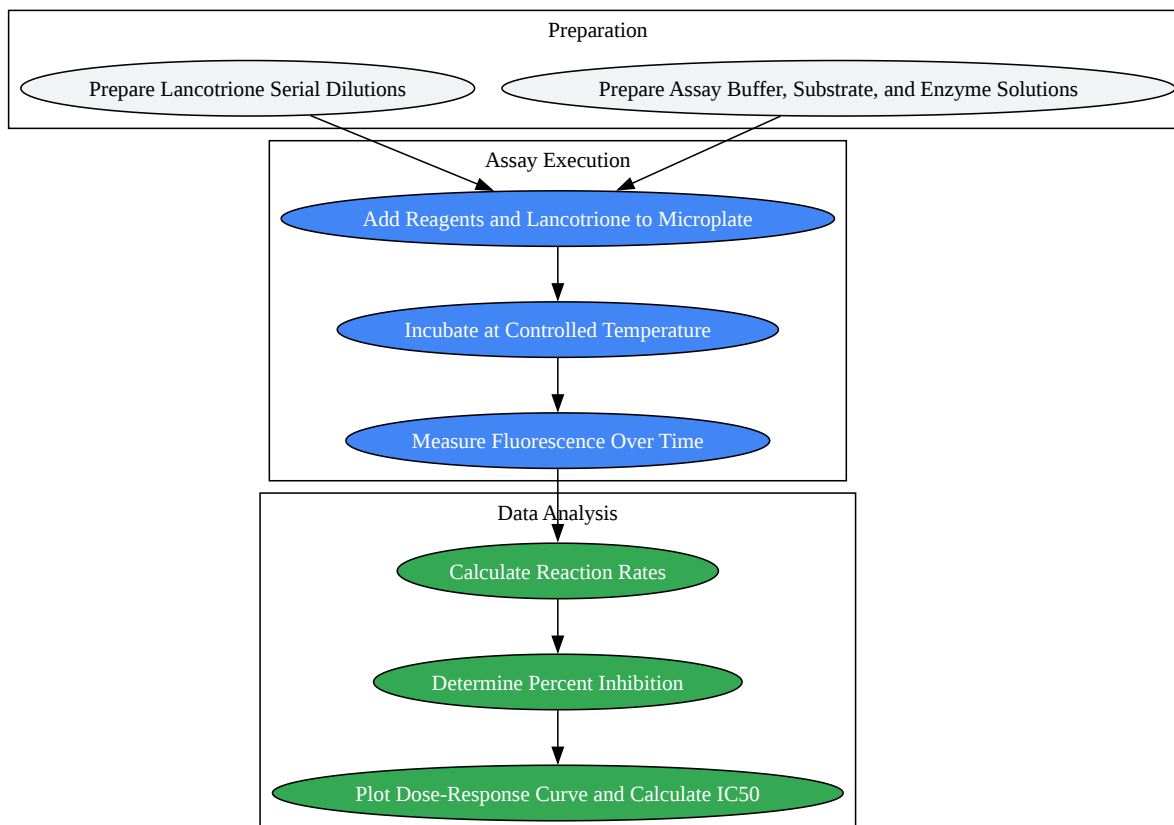 Preparation
Prepare Lancotrione Serial Dilutions
Prepare Assay Buffer, Substrate, and Enzyme Solutions
Assay Execution
Add Reagents and Lancotrione to Microplate
Incubate at Controlled Temperature
Measure Fluorescence Over Time
Data Analysis
Calculate Reaction Rates
Determine Percent Inhibition
Plot Dose-Response Curve and Calculate IC50